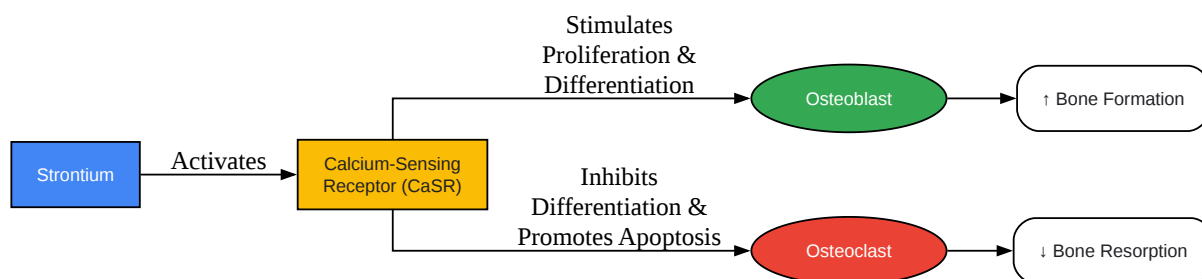 Strontium
Activates
Calcium-Sensing
Receptor (CaSR)
Stimulates
Proliferation &
Differentiation
Osteoblast
↑ Bone Formation
Inhibits
Differentiation &
Promotes Apoptosis
Osteoclast
↓ Bone Resorption